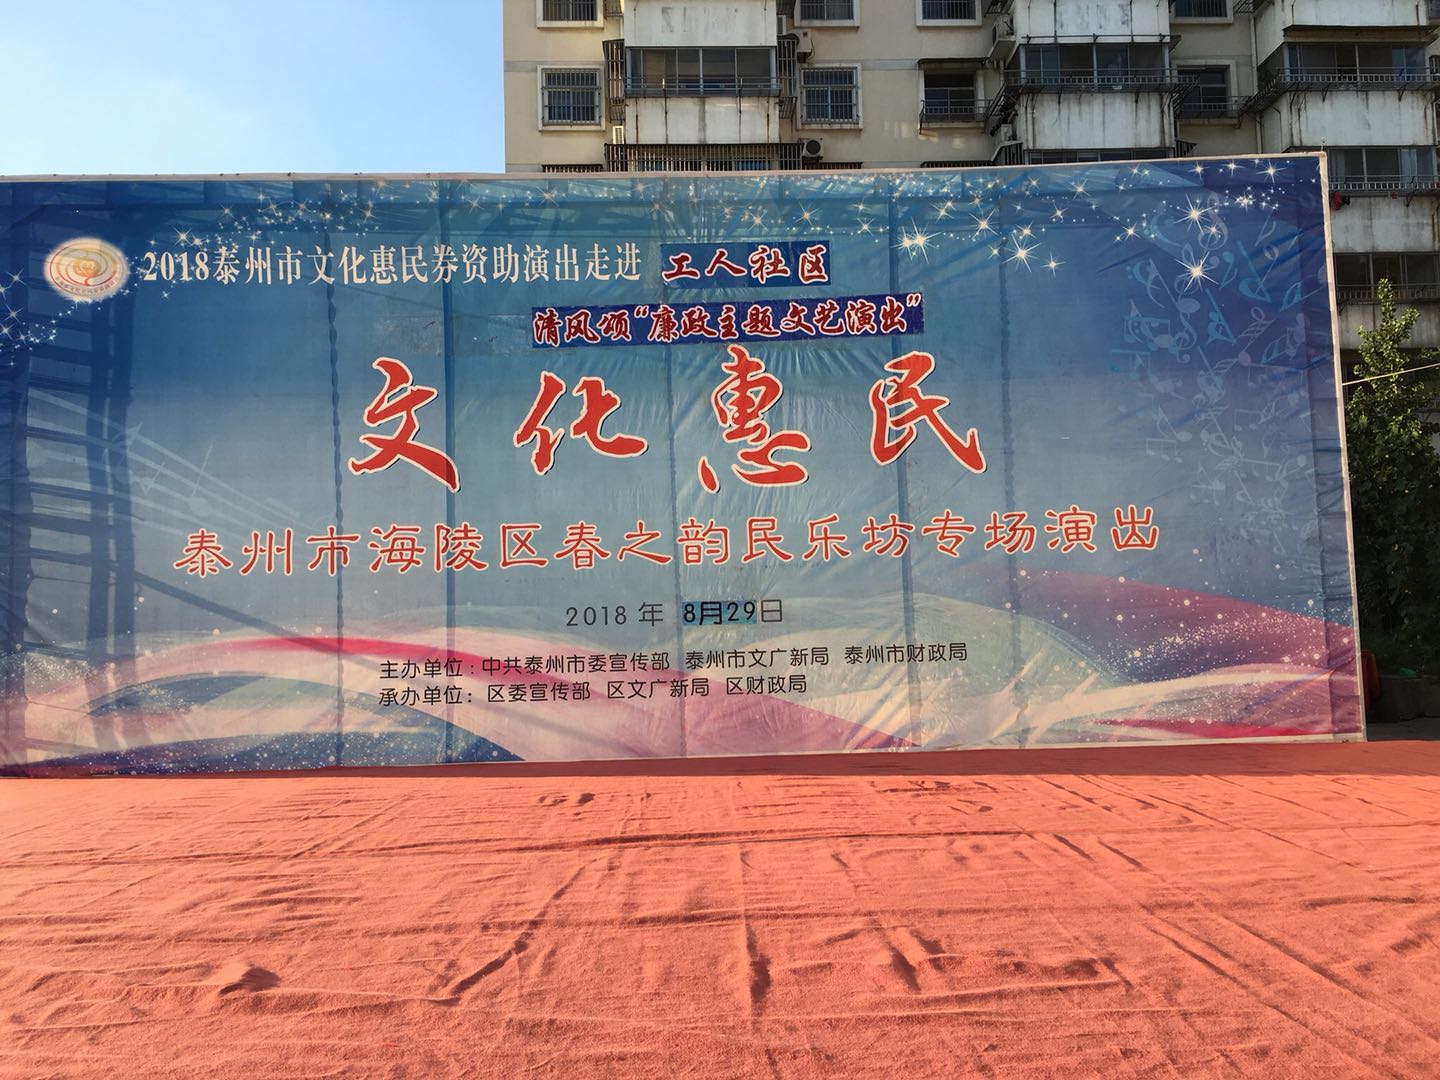 2018泰州市文化惠民券资助演出走进 工人社区
清风颂“廉政主题文艺演出”
文化惠民
泰州市海陵区春之韵民乐坊专场演出
2018 年 8月29日
主办单位：中共泰州市委宣传部 泰州市文广新局 泰州市财政局
承办单位：区委宣传部 区文广新局 区财政局